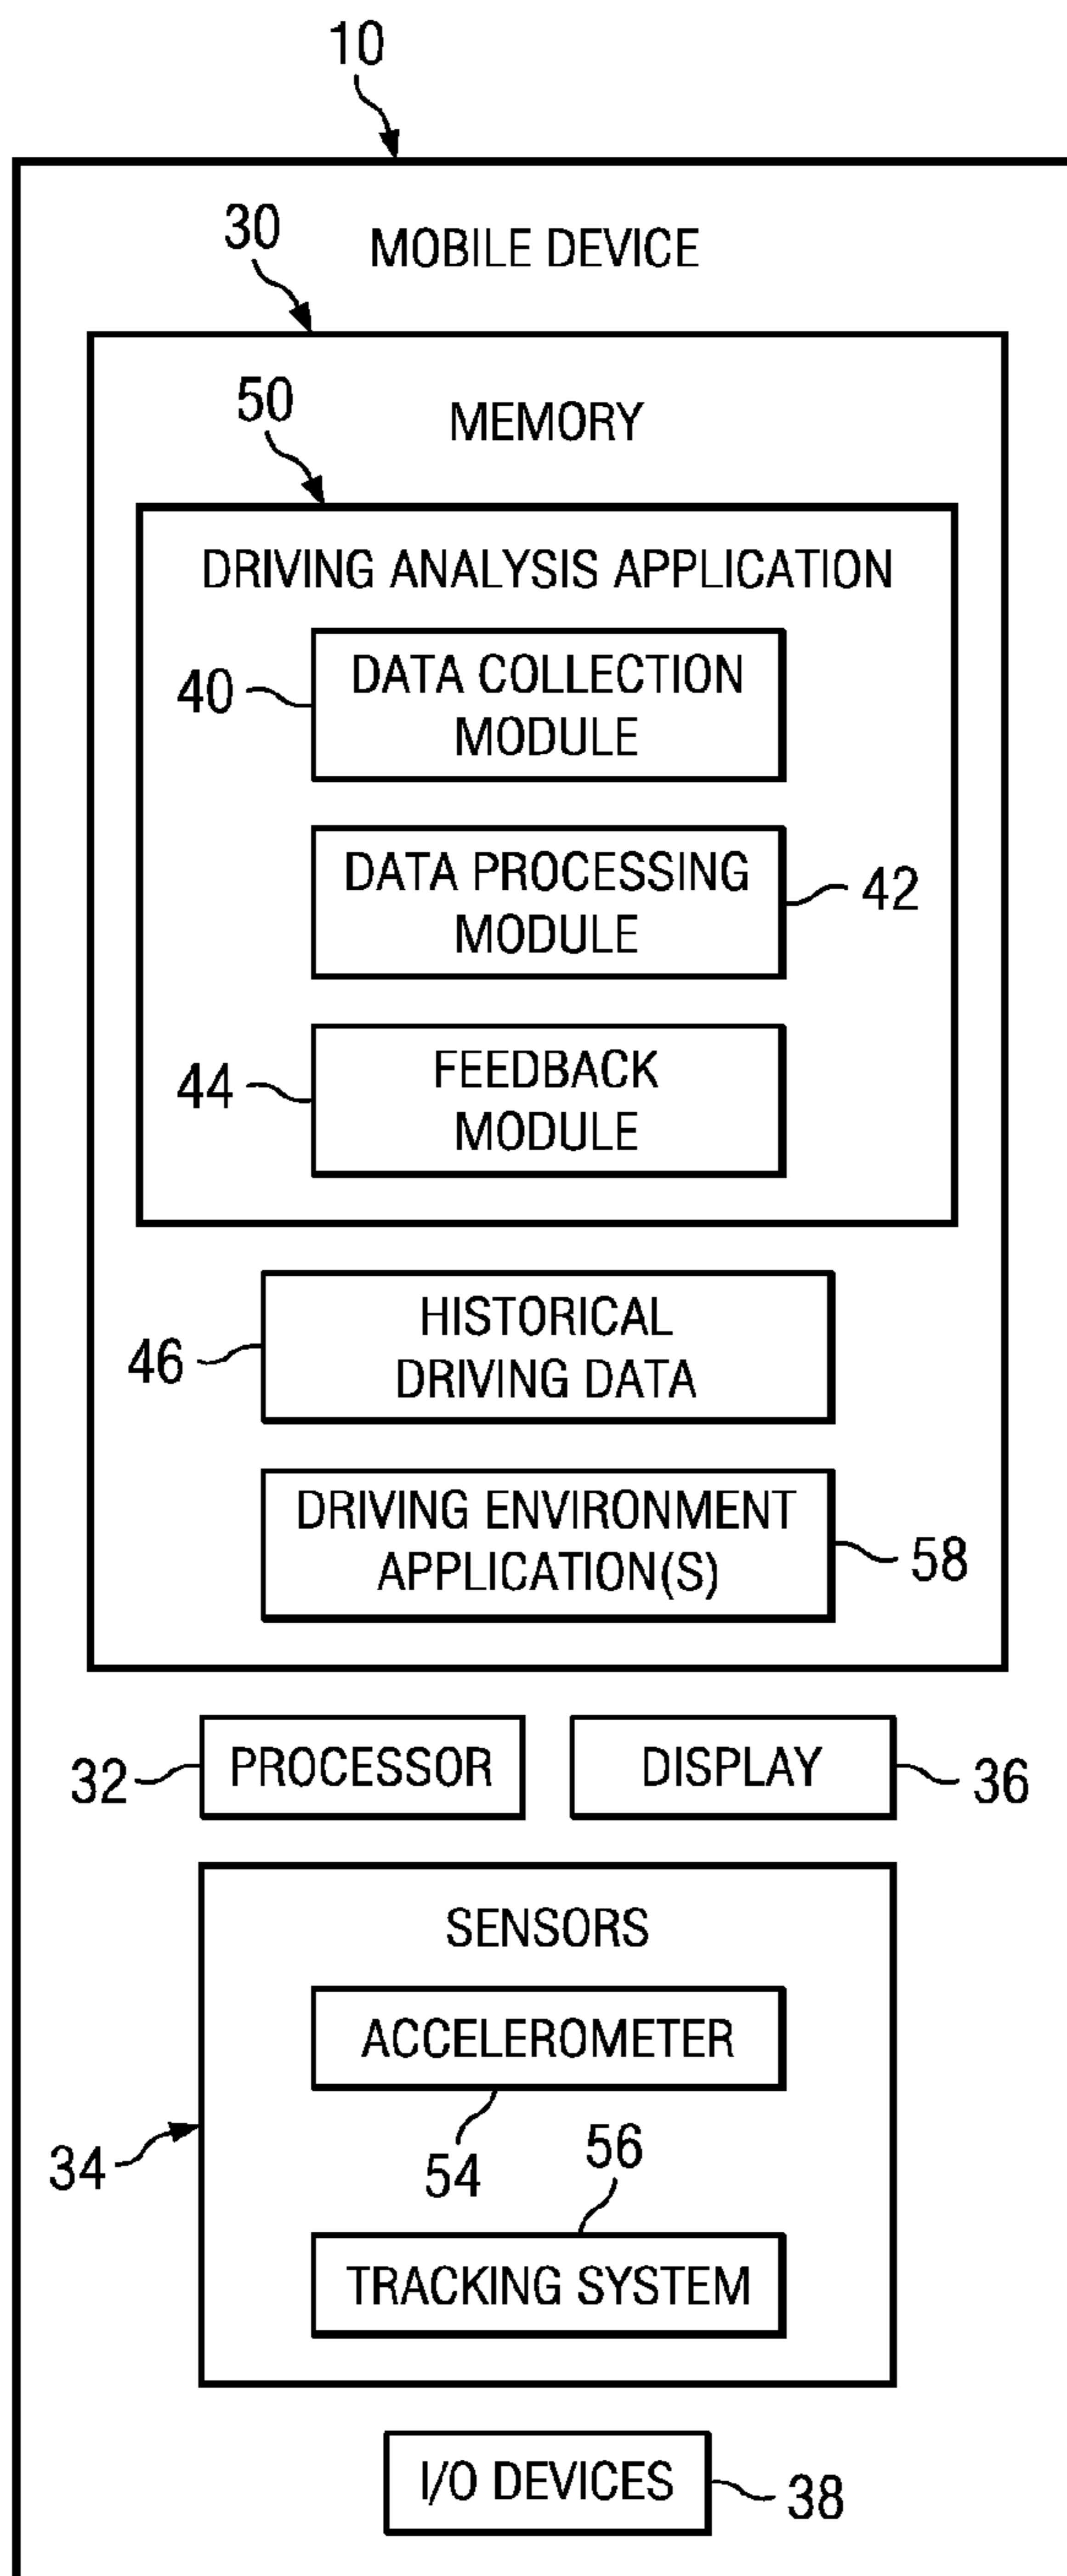 10
MOBILE DEVICE
30
MEMORY
50
DRIVING ANALYSIS APPLICATION
40
DATA COLLECTION
MODULE
DATA PROCESSING
MODULE
42
44
FEEDBACK
MODULE
46
HISTORICAL
DRIVING DATA
DRIVING ENVIRONMENT
APPLICATION(S)
58
32
PROCESSOR
DISPLAY
36
SENSORS
ACCELEROMETER
34
54
56
TRACKING SYSTEM
I/O DEVICES
38